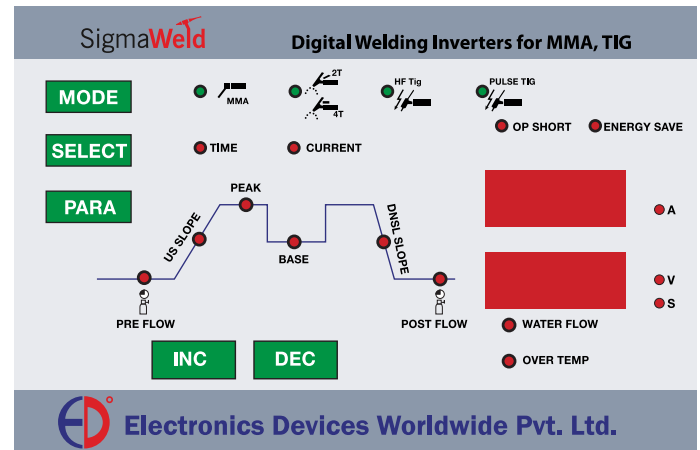 SigmaWeld
Digital Welding Inverters for MMA, TIG
MODE
MMA
2T
4T
HF Tig
PULSE TIG
OP SHORT
ENERGY SAVE
SELECT
TIME
CURRENT
PARA
PEAK
US SLOPE
BASE
DNSL SLOPE
A
V
S
PRE FLOW
POST FLOW
WATER FLOW
OVER TEMP
INC
DEC
ED
Electronics Devices Worldwide Pvt. Ltd.